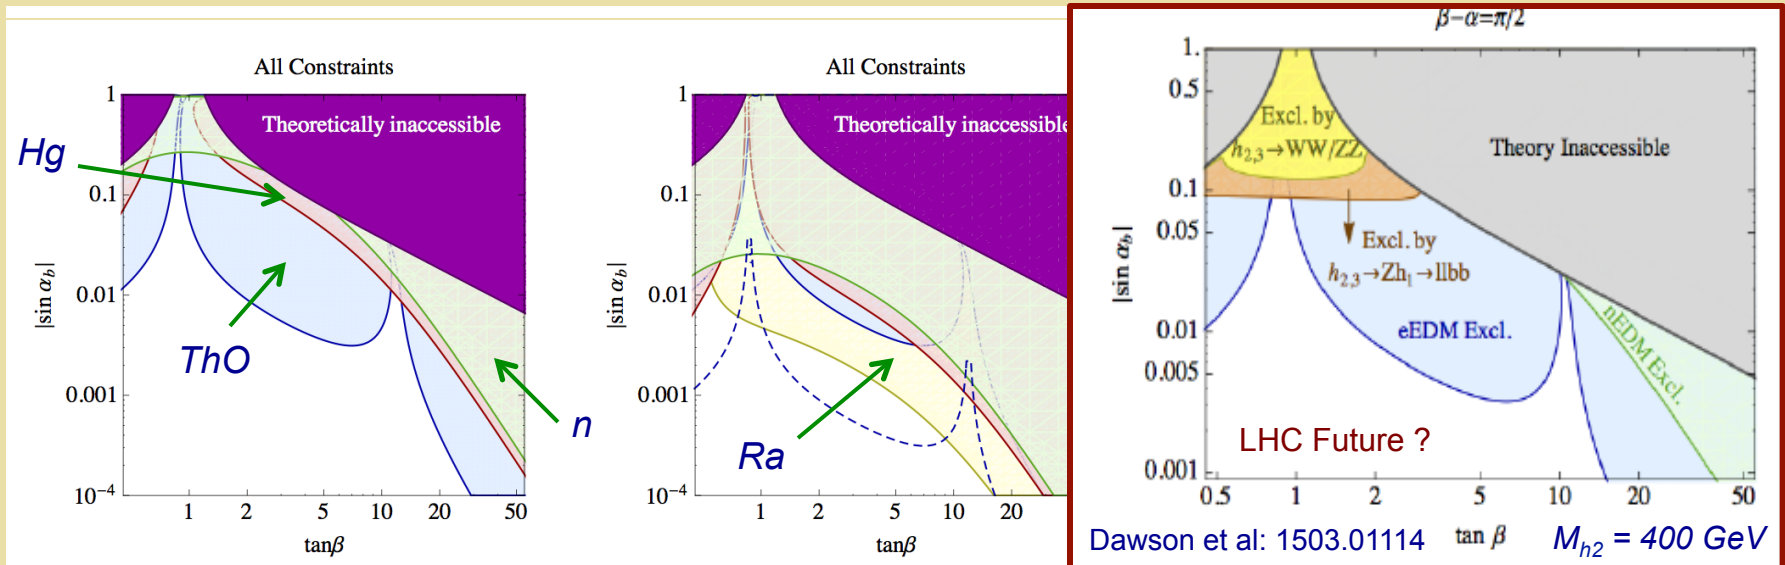 All Constraints
Theoretically inaccessible
Hg
ThO
n
|sin α_b|
1
0.1
0.01
0.001
10⁻⁴
1 2 5 10 20 50
tanβ
All Constraints
Theoretically inaccessible
Ra
|sin α_b|
1
0.1
0.01
0.001
10⁻⁴
1 2 5 10 20
tanβ
β−α=π/2
Excl. by
h₂,₃→WW/ZZ
Theory Inaccessible
Excl. by
h₂,₃→Zh₁→llbb
eEDM Excl.
nEDM Excl.
LHC Future ?
|sin α_b|
1.
0.5
0.1
0.05
0.01
0.005
0.001
0.5 1 2 5 10 20 50
tan β
Dawson et al: 1503.01114
M_h2 = 400 GeV